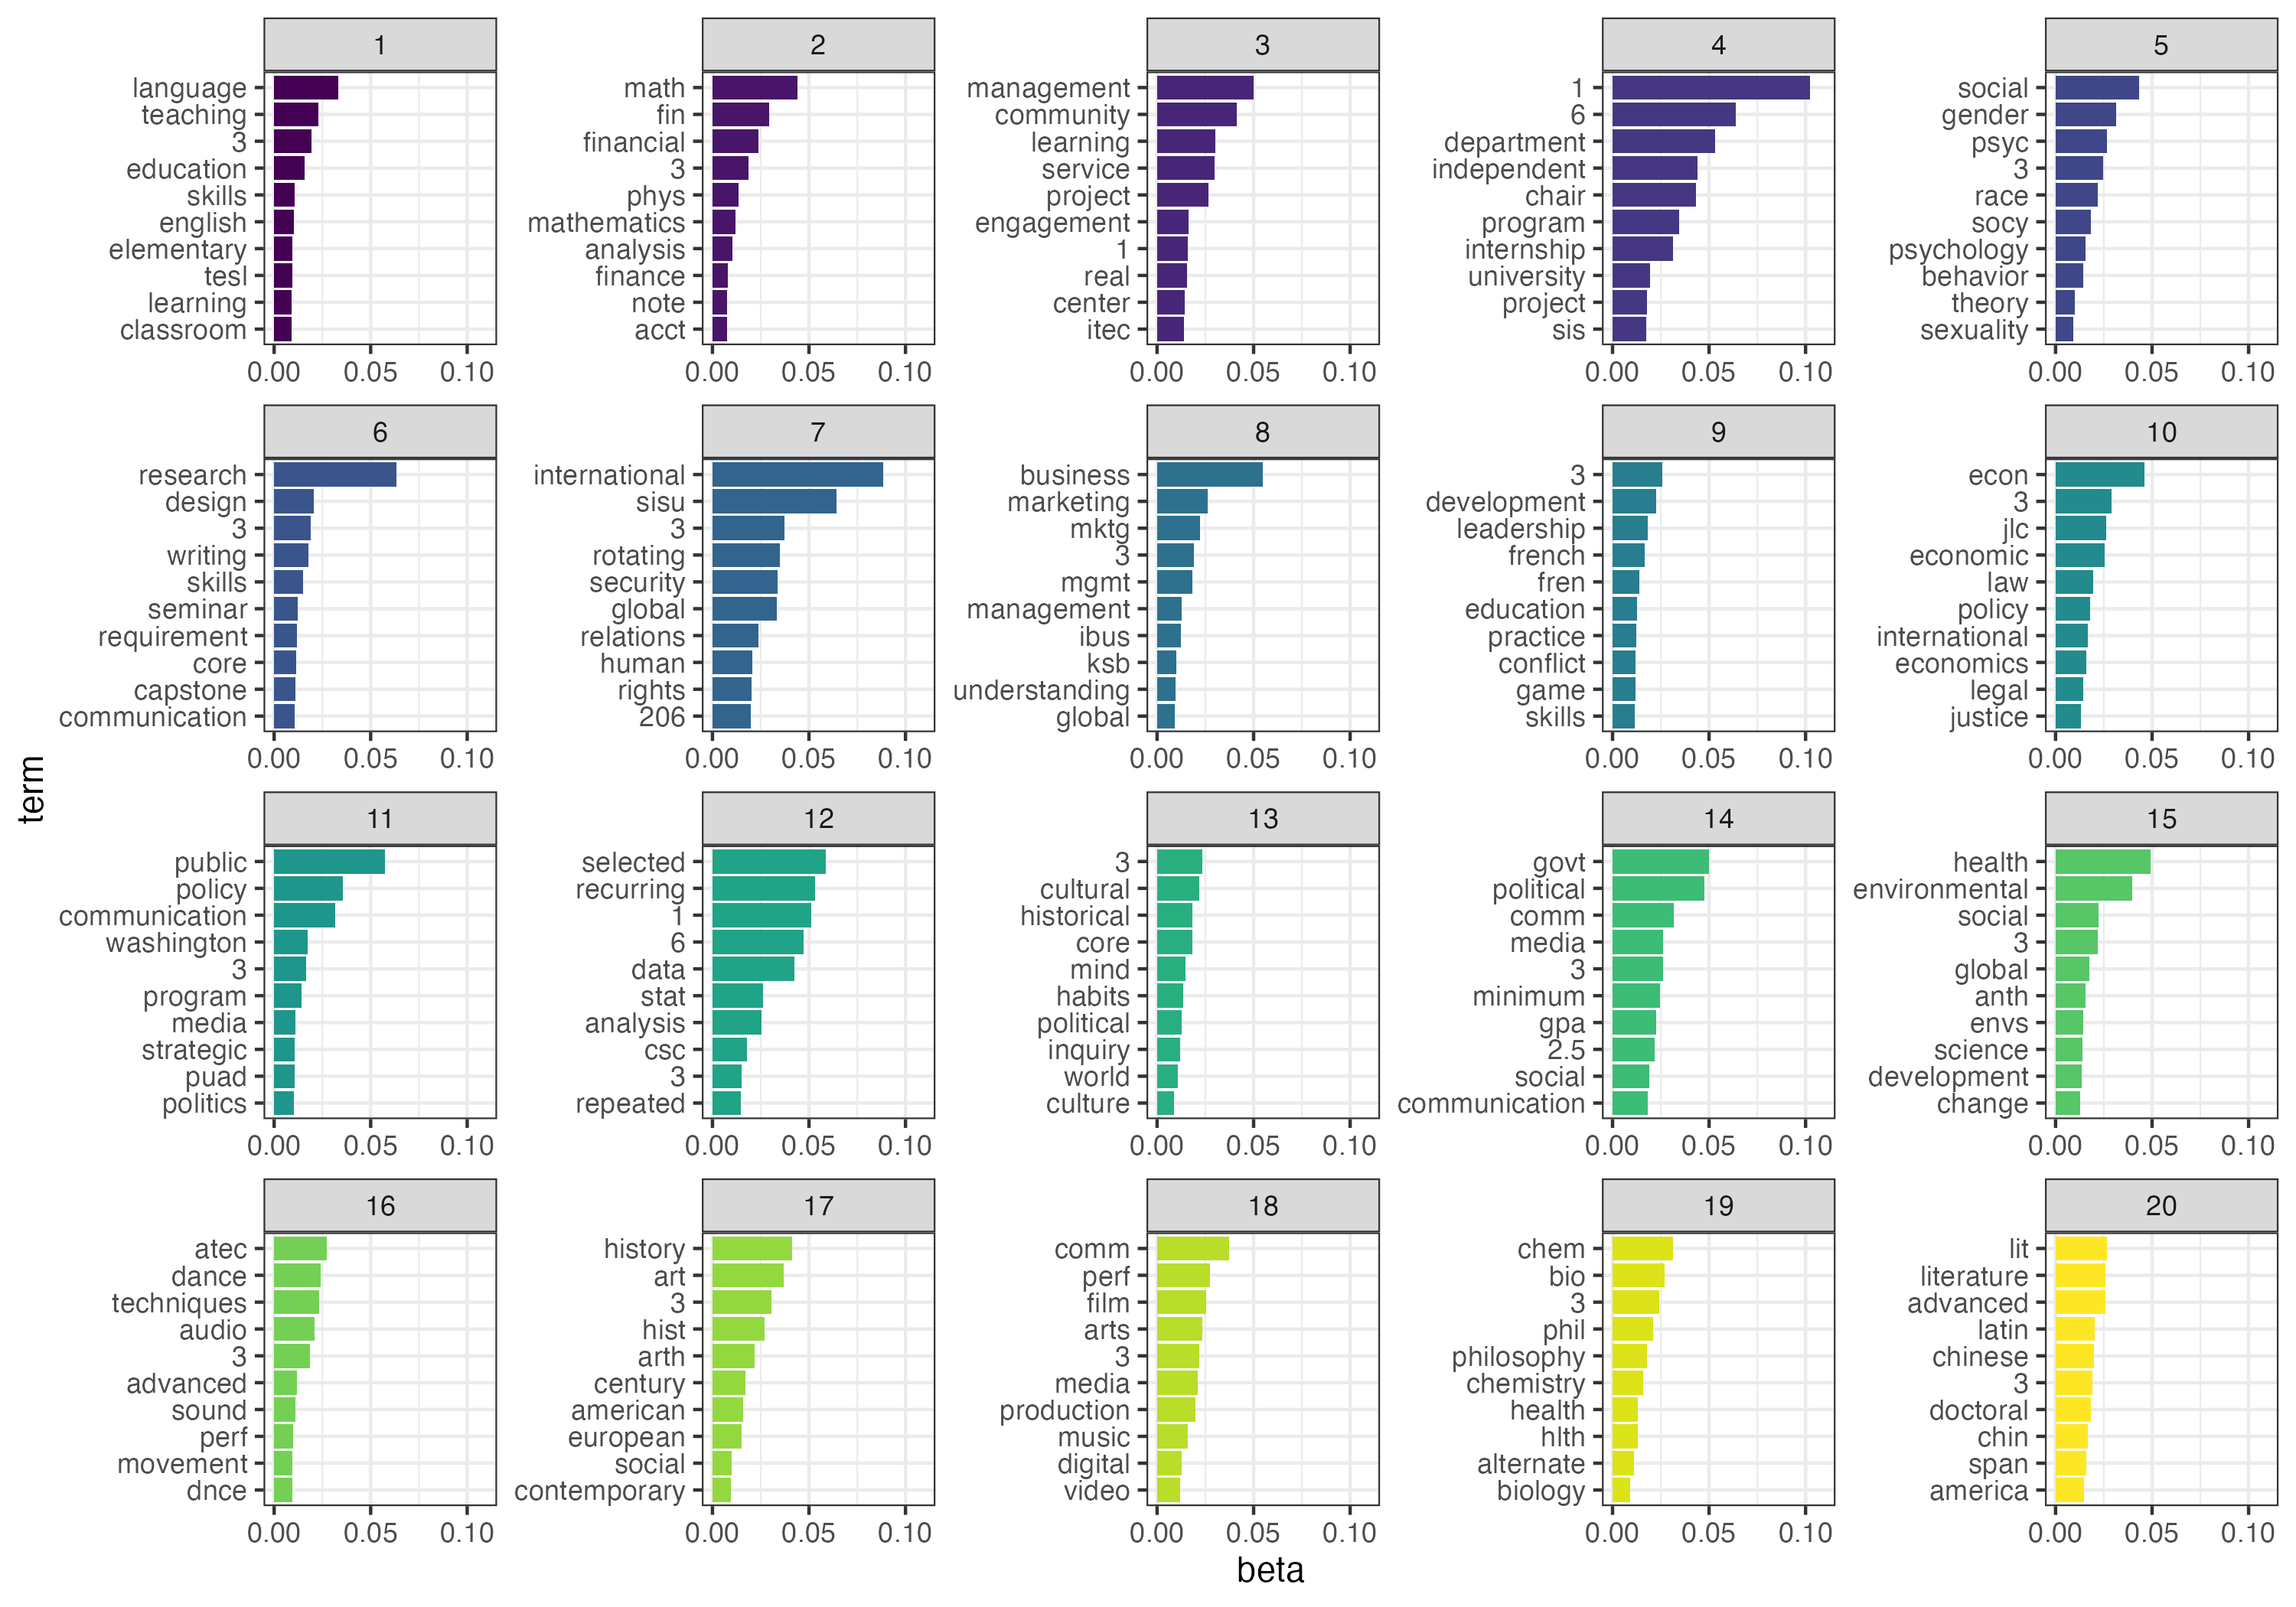 1
language
teaching
3
education
skills
english
elementary
tesl
learning
classroom
0.00 0.05 0.10
2
math
fin
financial
3
phys
mathematics
analysis
finance
note
acct
0.00 0.05 0.10
3
management
community
learning
service
project
engagement
1
real
center
itec
0.00 0.05 0.10
4
1
6
department
independent
chair
program
internship
university
project
sis
0.00 0.05 0.10
5
social
gender
psyc
3
race
socy
psychology
behavior
theory
sexuality
0.00 0.05 0.10
6
research
design
3
writing
skills
seminar
requirement
core
capstone
communication
0.00 0.05 0.10
7
international
sisu
3
rotating
security
global
relations
human
rights
206
0.00 0.05 0.10
8
business
marketing
mktg
3
mgmt
management
ibus
ksb
understanding
global
0.00 0.05 0.10
9
3
development
leadership
french
fren
education
practice
conflict
game
skills
0.00 0.05 0.10
10
econ
3
jlc
economic
law
policy
international
economics
legal
justice
0.00 0.05 0.10
term
11
public
policy
communication
washington
3
program
media
strategic
puad
politics
0.00 0.05 0.10
12
selected
recurring
1
6
data
stat
analysis
csc
3
repeated
0.00 0.05 0.10
13
3
cultural
historical
core
mind
habits
political
inquiry
world
culture
0.00 0.05 0.10
14
govt
political
comm
media
3
minimum
gpa
2.5
social
communication
0.00 0.05 0.10
15
health
environmental
social
3
global
anth
envs
science
development
change
0.00 0.05 0.10
16
atec
dance
techniques
audio
3
advanced
sound
perf
movement
dnce
0.00 0.05 0.10
17
history
art
3
hist
arth
century
american
european
social
contemporary
0.00 0.05 0.10
18
comm
perf
film
arts
3
media
production
music
digital
video
0.00 0.05 0.10
19
chem
bio
3
phil
philosophy
chemistry
health
hlth
alternate
biology
0.00 0.05 0.10
20
lit
literature
advanced
latin
chinese
3
doctoral
chin
span
america
0.00 0.05 0.10
beta